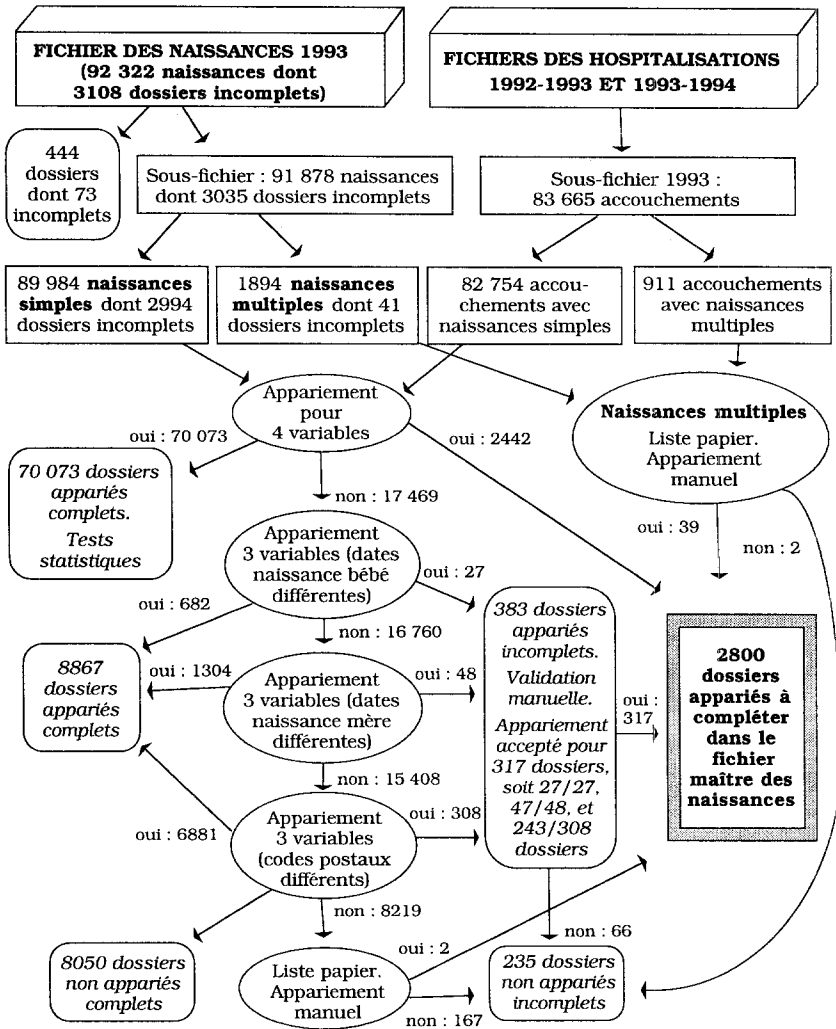 FICHIER DES NAISSANCES 1993
(92 322 naissances dont
3108 dossiers incomplets)
FICHIERS DES HOSPITALISATIONS
1992-1993 ET 1993-1994
444
dossiers
dont 73
incomplets
Sous-fichier : 91 878 naissances
dont 3035 dossiers incomplets
Sous-fichier 1993 :
83 665 accouchements
89 984 naissances
simples dont 2994
dossiers incomplets
1894 naissances
multiples dont 41
dossiers incomplets
82 754 accou-
chements avec
naissances simples
911 accouchements
avec naissances
multiples
Appariement
pour
4 variables
Naissances multiples
Liste papier.
Appariement
manuel
oui : 70 073
oui : 2442
70 073 dossiers
appariés
complets.
Tests
statistiques
non : 17 469
oui : 39
non : 2
Appariement
3 variables (dates
naissance bébé
différentes)
oui : 27
oui : 682
non : 16 760
383 dossiers
appariés
incomplets.
Validation
manuelle.
Appariement
accepté pour
317 dossiers,
soit 27/27,
47/48, et
243/308
dossiers
2800
dossiers
appariés à
compléter
dans le
fichier
maître des
naissances
8867
dossiers
appariés
complets
oui : 1304
Appariement
3 variables (dates
naissance mère
différentes)
oui : 48
oui :
317
non : 15 408
oui : 6881
Appariement
3 variables
(codes postaux
différents)
oui : 308
non : 8219
non : 66
8050 dossiers
non appariés
complets
Liste papier.
Appariement
manuel
oui : 2
non : 167
235 dossiers
non appariés
incomplets